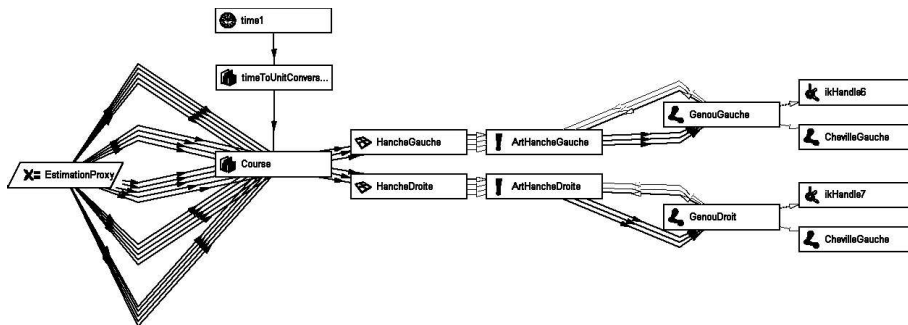 time1
timeToUnitConvers...
X= EstimationProxy
Course
HancheGauche
ArtHancheGauche
GenouGauche
ikHandle6
ChevilleGauche
HancheDroite
ArtHancheDroite
GenouDroit
ikHandle7
ChevilleGauche